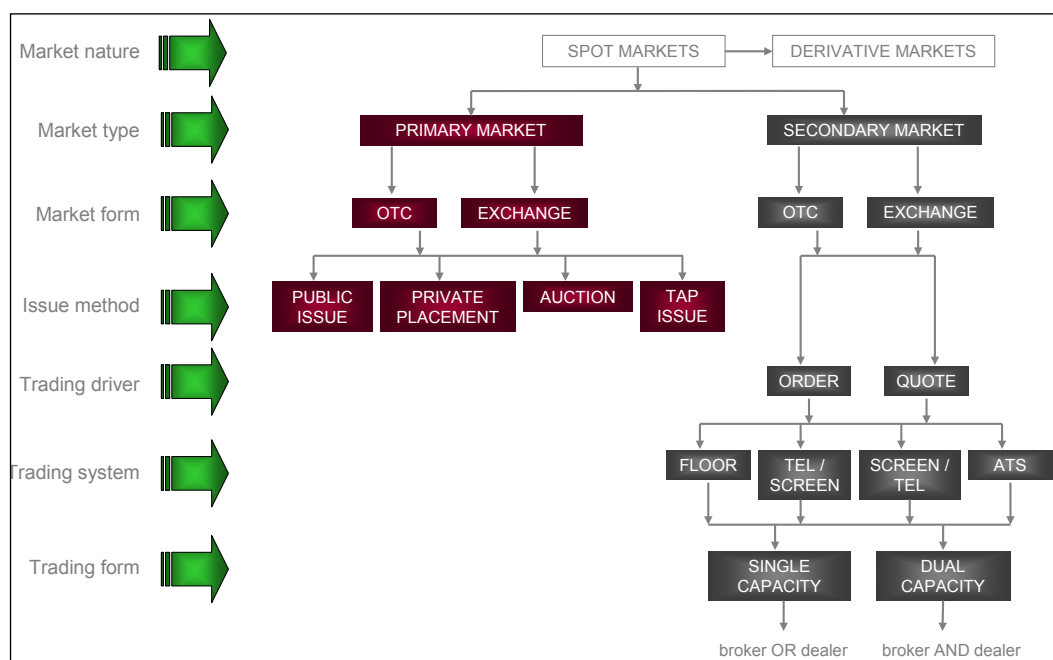 Market nature
SPOT MARKETS
DERIVATIVE MARKETS
Market type
PRIMARY MARKET
SECONDARY MARKET
Market form
OTC
EXCHANGE
OTC
EXCHANGE
Issue method
PUBLIC
ISSUE
PRIVATE
PLACEMENT
AUCTION
TAP
ISSUE
Trading driver
ORDER
QUOTE
Trading system
FLOOR
TEL /
SCREEN
SCREEN /
TEL
ATS
Trading form
SINGLE
CAPACITY
DUAL
CAPACITY
broker OR dealer
broker AND dealer